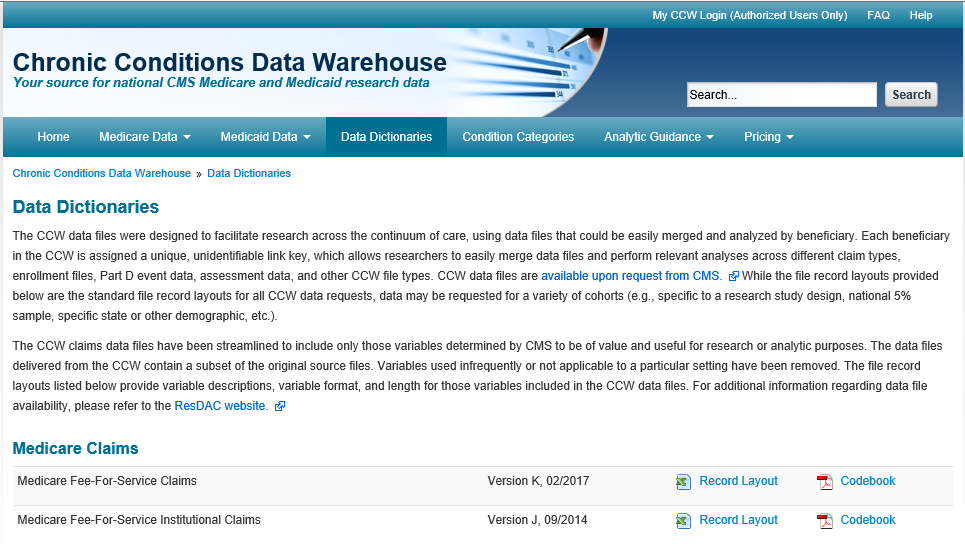 My CCW Login (Authorized Users Only) FAQ Help
Chronic Conditions Data Warehouse
Your source for national CMS Medicare and Medicaid research data
Search... Search
Home Medicare Data Medicaid Data Data Dictionaries Condition Categories Analytic Guidance Pricing
Chronic Conditions Data Warehouse » Data Dictionaries
Data Dictionaries
The CCW data files were designed to facilitate research across the continuum of care, using data files that could be easily merged and analyzed by beneficiary. Each beneficiary
in the CCW is assigned a unique, unidentifiable link key, which allows researchers to easily merge data files and perform relevant analyses across different claim types,
enrollment files, Part D event data, assessment data, and other CCW file types. CCW data files are available upon request from CMS. While the file record layouts provided
below are the standard file record layouts for all CCW data requests, data may be requested for a variety of cohorts (e.g., specific to a research study design, national 5%
sample, specific state or other demographic, etc.).
The CCW claims data files have been streamlined to include only those variables determined by CMS to be of value and useful for research or analytic purposes. The data files
delivered from the CCW contain a subset of the original source files. Variables used infrequently or not applicable to a particular setting have been removed. The file record
layouts listed below provide variable descriptions, variable format, and length for those variables included in the CCW data files. For additional information regarding data file
availability, please refer to the ResDAC website.
Medicare Claims
Medicare Fee-For-Service Claims Version K, 02/2017 Record Layout Codebook
Medicare Fee-For-Service Institutional Claims Version J, 09/2014 Record Layout Codebook